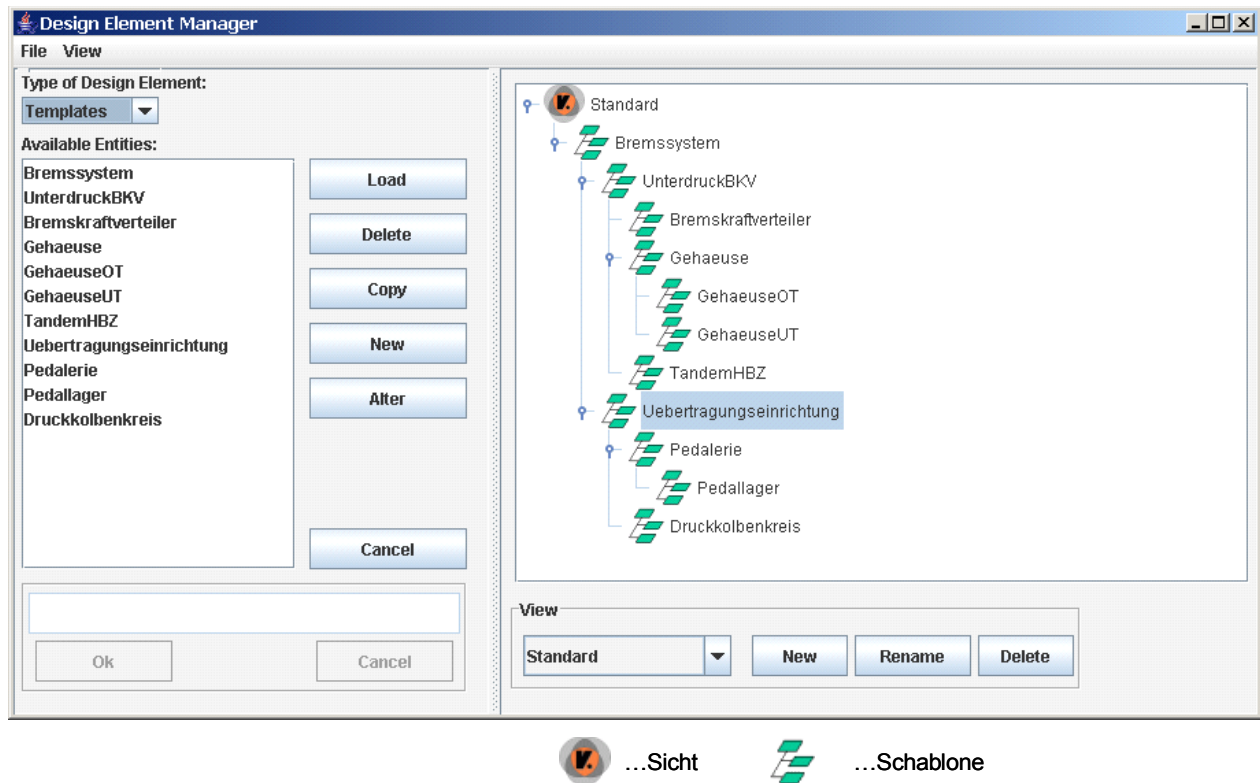 Design Element Manager
File View
Type of Design Element:
Templates
Available Entities:
Bremssystem
UnterdruckBKV
Bremskraftverteiler
Gehaeuse
GehaeuseOT
GehaeuseUT
TandemHBZ
Uebertragungseinrichtung
Pedalerie
Pedallager
Druckkolbenkreis
Load
Delete
Copy
New
Alter
Cancel
Ok Cancel
V. Standard
Bremssystem
UnterdruckBKV
Bremskraftverteiler
Gehaeuse
GehaeuseOT
GehaeuseUT
TandemHBZ
Uebertragungseinrichtung
Pedalerie
Pedallager
Druckkolbenkreis
View
Standard New Rename Delete
V. ...Sicht ...Schablone